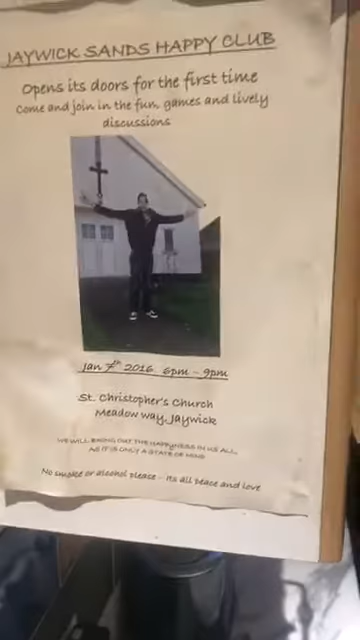 JAYWICK SANDS HAPPY CLUB
Opens its doors for the first time
Come and join in the fun, games and lively
discussions
Jan 7th 2016 6pm - 9pm
St. Christopher's Church
Meadow Way, Jaywick
WE WILL BRING OUT THE HAPPYNESS IN US ALL
AS IT IS ONLY A STATE OF MIND
No smoke or alcohol please - its all peace and love